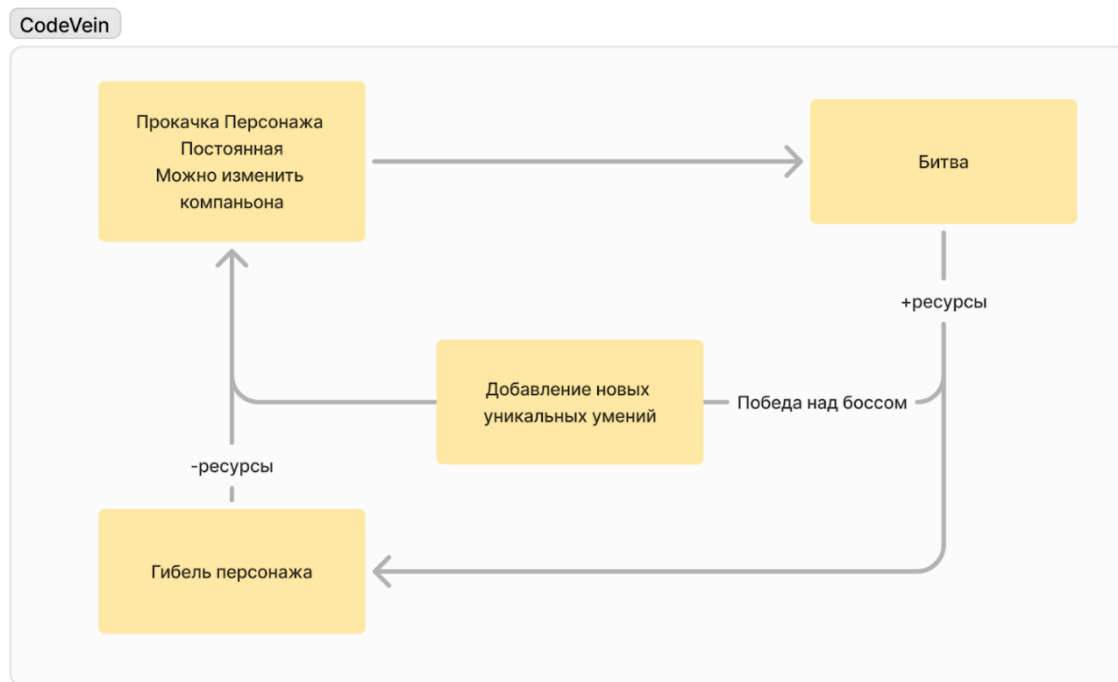 CodeVein
Прокачка Персонажа
Постоянная
Можно изменить
компаньона
Битва
+ресурсы
Добавление новых
уникальных умений
Победа над боссом
-ресурсы
Гибель персонажа